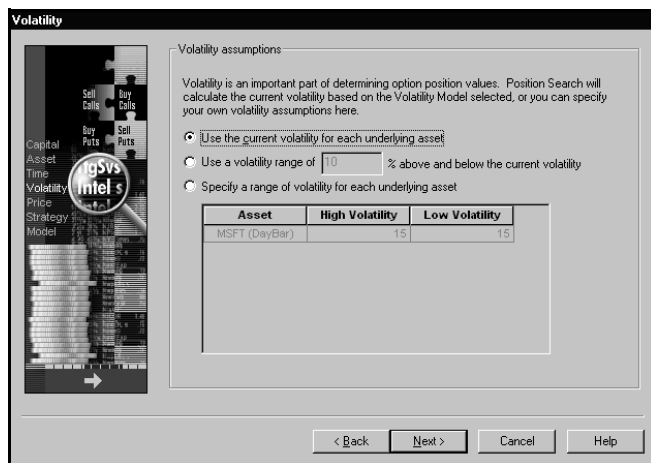 Volatility
Volatility assumptions
Volatility is an important part of determining option position values. Position Search will
calculate the current volatility based on the Volatility Model selected, or you can specify
your own volatility assumptions here.
Use the current volatility for each underlying asset
Use a volatility range of 10 % above and below the current volatility
Specify a range of volatility for each underlying asset
Asset High Volatility Low Volatility
MSFT (DayBar) 15 15
Sell Buy
Calls Calls
Buy Sell
Puts Puts
Capital
Asset
Time
Volatility
Price
Strategy
Model
tgSvs
Intel s
Intel
< Back Next > Cancel Help